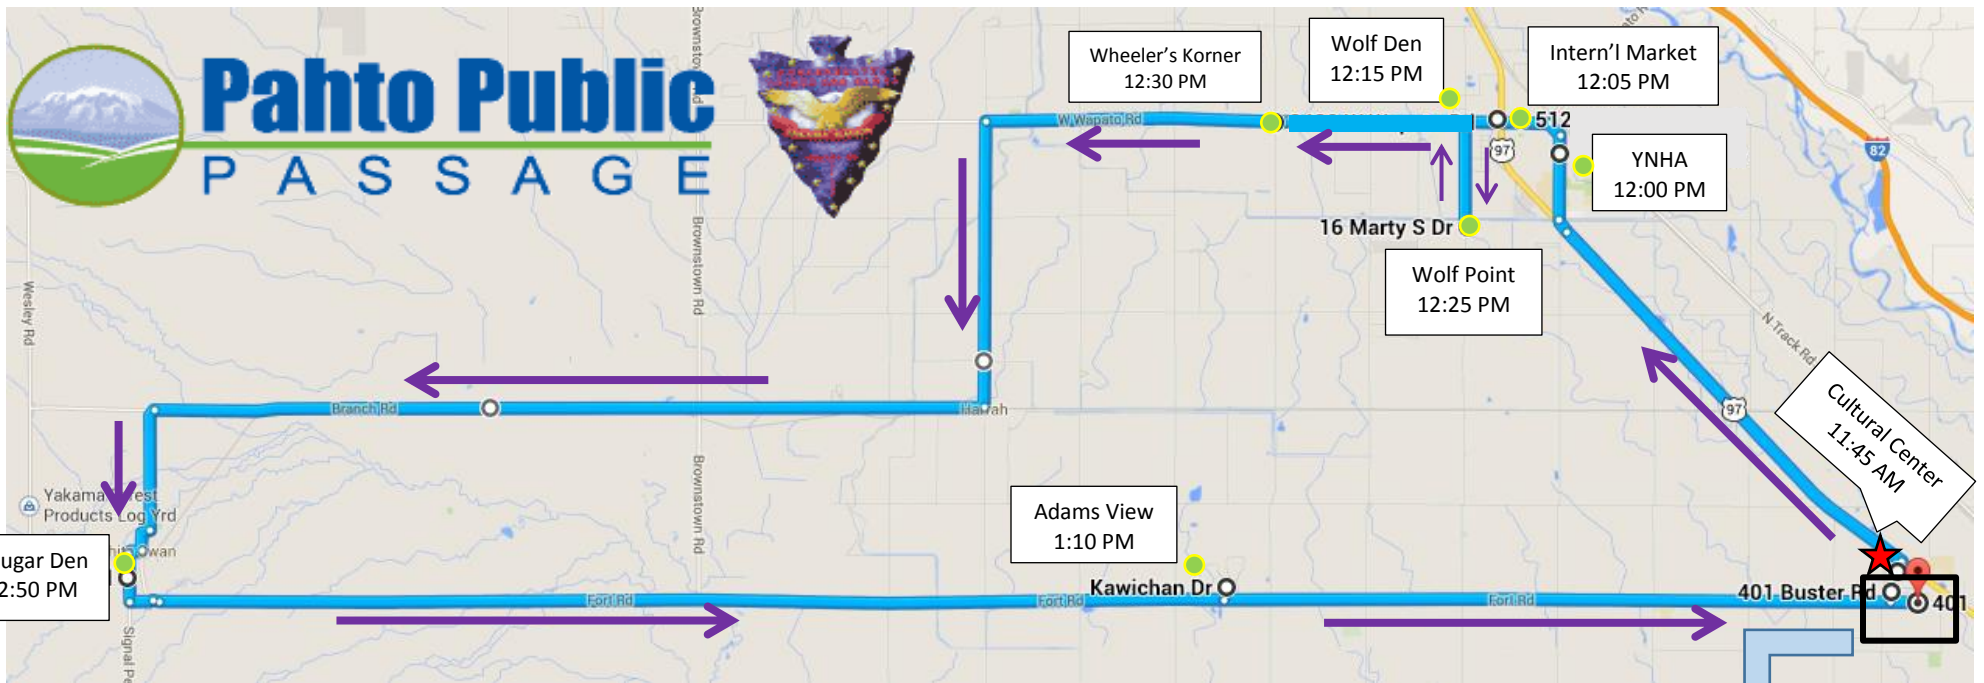 Pahto Public
PASSAGE
Wheeler's Korner
12:30 PM
Wolf Den
12:15 PM
Intern'l Market
12:05 PM
512
W Wapato Rd
97
82
YNHA
12:00 PM
16 Marty S Dr
Wolf Point
12:25 PM
Brownstown Rd
Wesley Rd
N Track Rd
97
Cultural Center
11:45 AM
Branch Rd
Harrah
Yakama Forest
Products Log Yrd
Brownstown Rd
ugar Den
2:50 PM
Adams View
1:10 PM
Kawichan Dr
401 Buster Rd
401
Fort Rd
Fort Rd
Fort Rd
Signal Pe